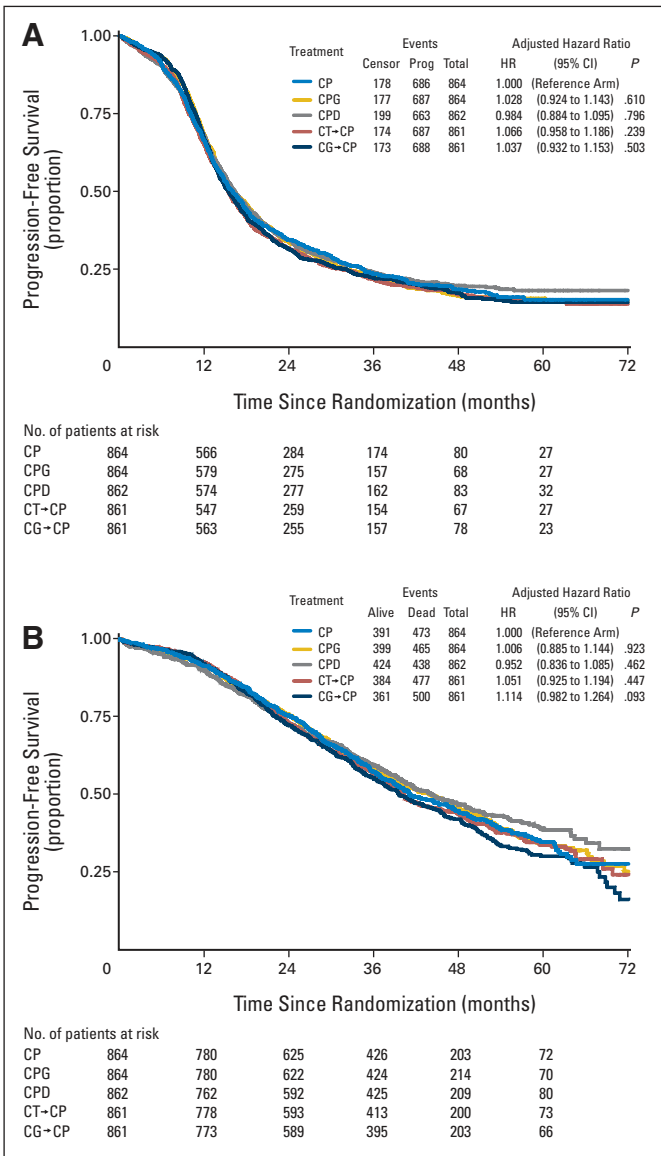 A
Events
Adjusted Hazard Ratio
Treatment Censor Prog Total HR (95% CI) P
CP 178 686 864 1.000 (Reference Arm)
CPG 177 687 864 1.028 (0.924 to 1.143) .610
CPD 199 663 862 0.984 (0.884 to 1.095) .796
CT→CP 174 687 861 1.066 (0.958 to 1.186) .239
CG→CP 173 688 861 1.037 (0.932 to 1.153) .503
1.00
0.75
0.50
0.25
Progression-Free Survival
(proportion)
0 12 24 36 48 60 72
Time Since Randomization (months)
No. of patients at risk
CP 864 566 284 174 80 27
CPG 864 579 275 157 68 27
CPD 862 574 277 162 83 32
CT→CP 861 547 259 154 67 27
CG→CP 861 563 255 157 78 23
B
Events
Adjusted Hazard Ratio
Treatment Alive Dead Total HR (95% CI) P
CP 391 473 864 1.000 (Reference Arm)
CPG 399 465 864 1.006 (0.885 to 1.144) .923
CPD 424 438 862 0.952 (0.836 to 1.085) .462
CT→CP 384 477 861 1.051 (0.925 to 1.194) .447
CG→CP 361 500 861 1.114 (0.982 to 1.264) .093
1.00
0.75
0.50
0.25
Progression-Free Survival
(proportion)
0 12 24 36 48 60 72
Time Since Randomization (months)
No. of patients at risk
CP 864 780 625 426 203 72
CPG 864 780 622 424 214 70
CPD 862 762 592 425 209 80
CT→CP 861 778 593 413 200 73
CG→CP 861 773 589 395 203 66